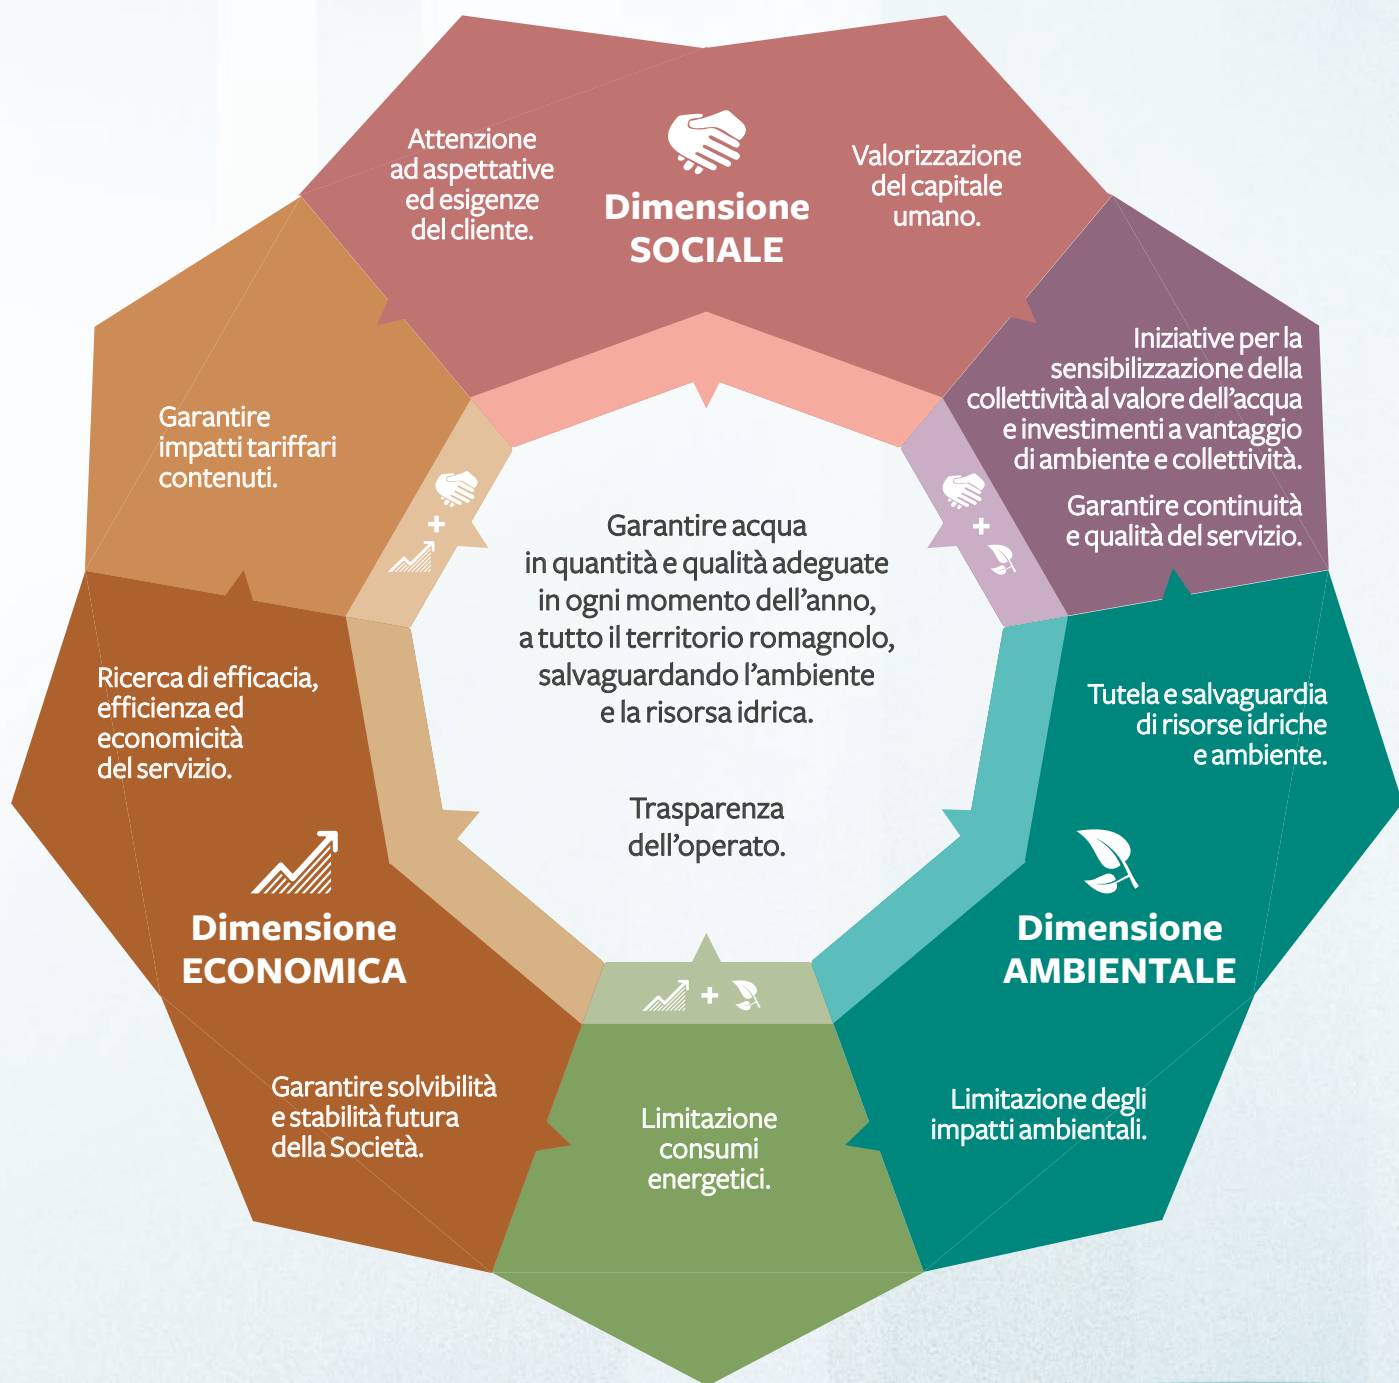 Attenzione
ad aspettative
ed esigenze
del cliente.
Dimensione
SOCIALE
Valorizzazione
del capitale
umano.
Iniziative per la
sensibilizzazione della
collettività al valore dell’acqua
e investimenti a vantaggio
di ambiente e collettività.
Garantire continuità
e qualità del servizio.
Garantire
impatti tariffari
contenuti.
+
+
Garantire acqua
in quantità e qualità adeguate
in ogni momento dell’anno,
a tutto il territorio romagnolo,
salvaguardando l’ambiente
e la risorsa idrica.
Trasparenza
dell’operato.
Ricerca di efficacia,
efficienza ed
economicità
del servizio.
Dimensione
ECONOMICA
Garantire solvibilità
e stabilità futura
della Società.
Tutela e salvaguardia
di risorse idriche
e ambiente.
Dimensione
AMBIENTALE
Limitazione degli
impatti ambientali.
+
Limitazione
consumi
energetici.